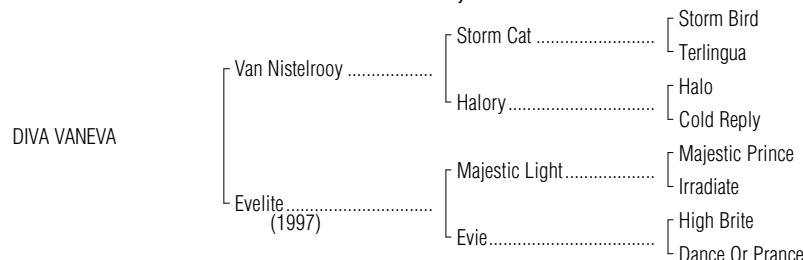 Storm Bird
Storm Cat ..........................
Terlingua
Van Nistelrooy ...................
Halo
Halory................................
Cold Reply
DIVA VANEVA
Majestic Prince
Majestic Light....................
Irradiate
Evelite................................
(1997)
High Brite
Evie....................................
Dance Or Prance